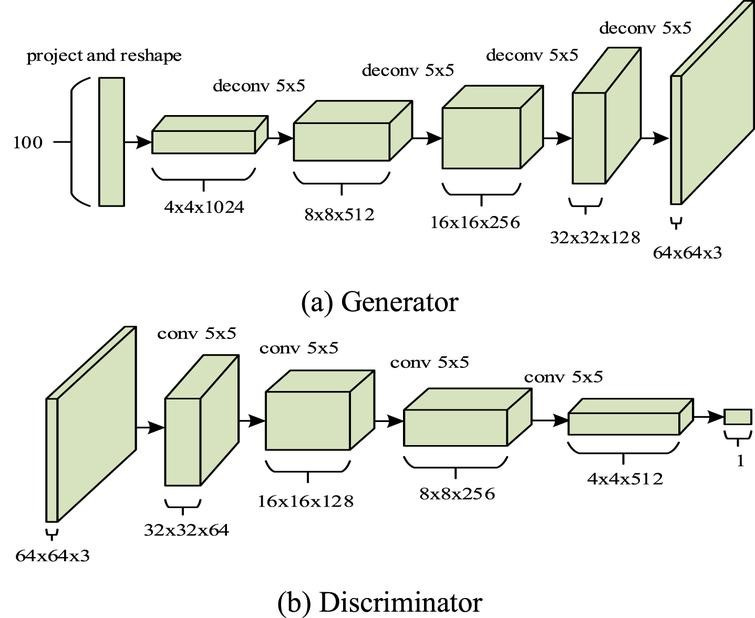 project and reshape
100
deconv 5x5
deconv 5x5
deconv 5x5
deconv 5x5
4x4x1024
8x8x512
16x16x256
32x32x128
64x64x3
(a) Generator
conv 5x5
conv 5x5
conv 5x5
conv 5x5
64x64x3
32x32x64
16x16x128
8x8x256
4x4x512
1
(b) Discriminator